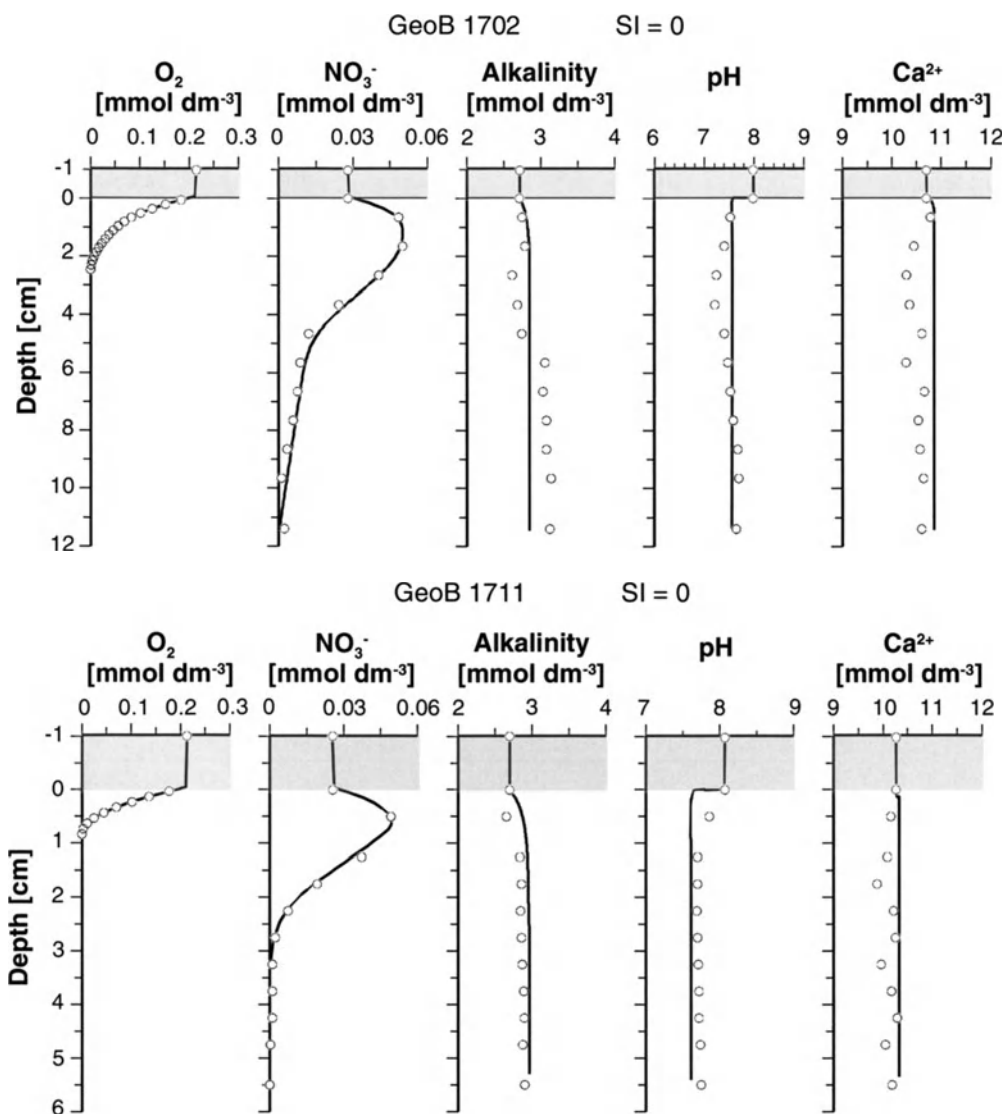 GeoB 1702 SI = 0
O₂ NO₃⁻ Alkalinity pH Ca²⁺
[mmol dm⁻³] [mmol dm⁻³] [mmol dm⁻³] [mmol dm⁻³]
0 0.1 0.2 0.3 0 0.03 0.06 2 3 4 6 7 8 9 9 10 11 12
-1
0
2
4
6
8
10
12
Depth [cm]
GeoB 1711 SI = 0
O₂ NO₃⁻ Alkalinity pH Ca²⁺
[mmol dm⁻³] [mmol dm⁻³] [mmol dm⁻³] [mmol dm⁻³]
0 0.1 0.2 0.3 0 0.03 0.06 2 3 4 7 8 9 9 10 11 12
-1
0
1
2
3
4
5
6
Depth [cm]